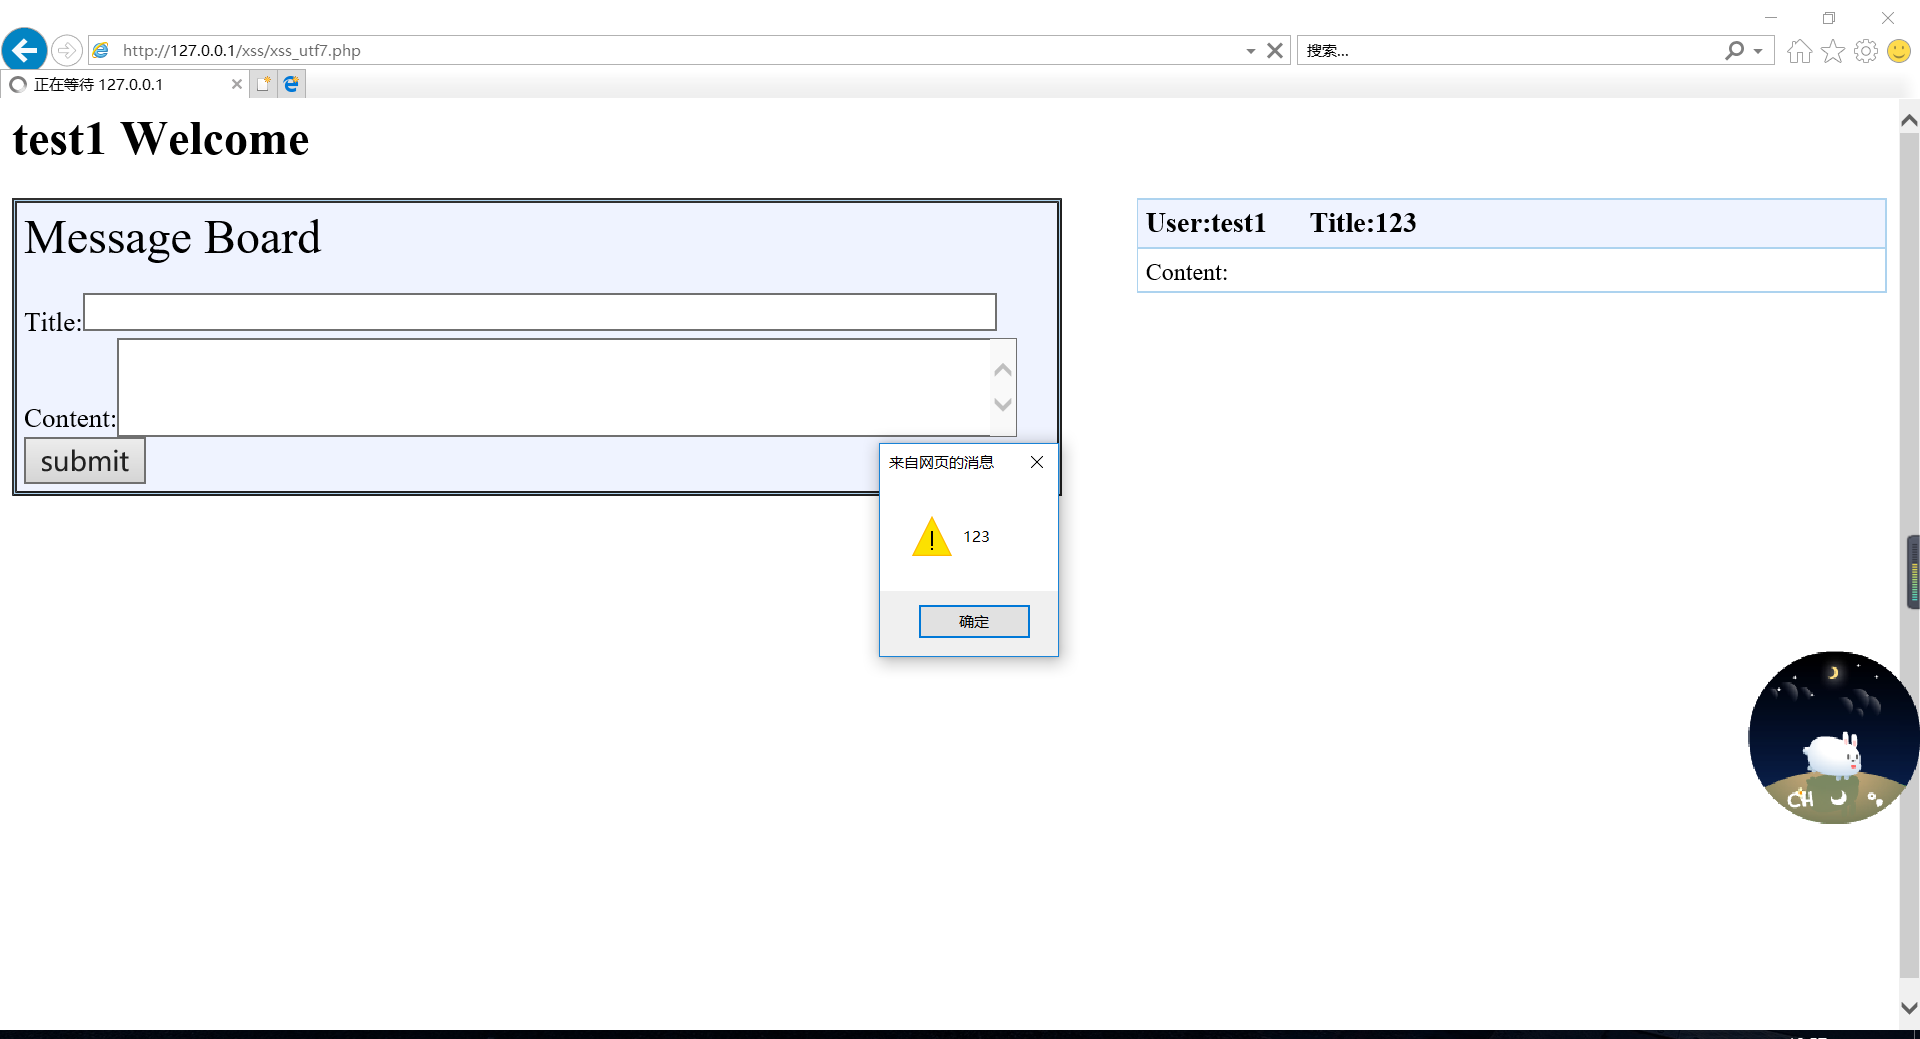 http://127.0.0.1/xss/xss_utf7.php
搜索...
正在等待 127.0.0.1
test1 Welcome
Message Board
Title:
Content:
submit
User:test1 Title:123
Content:
来自网页的消息
123
确定
CH